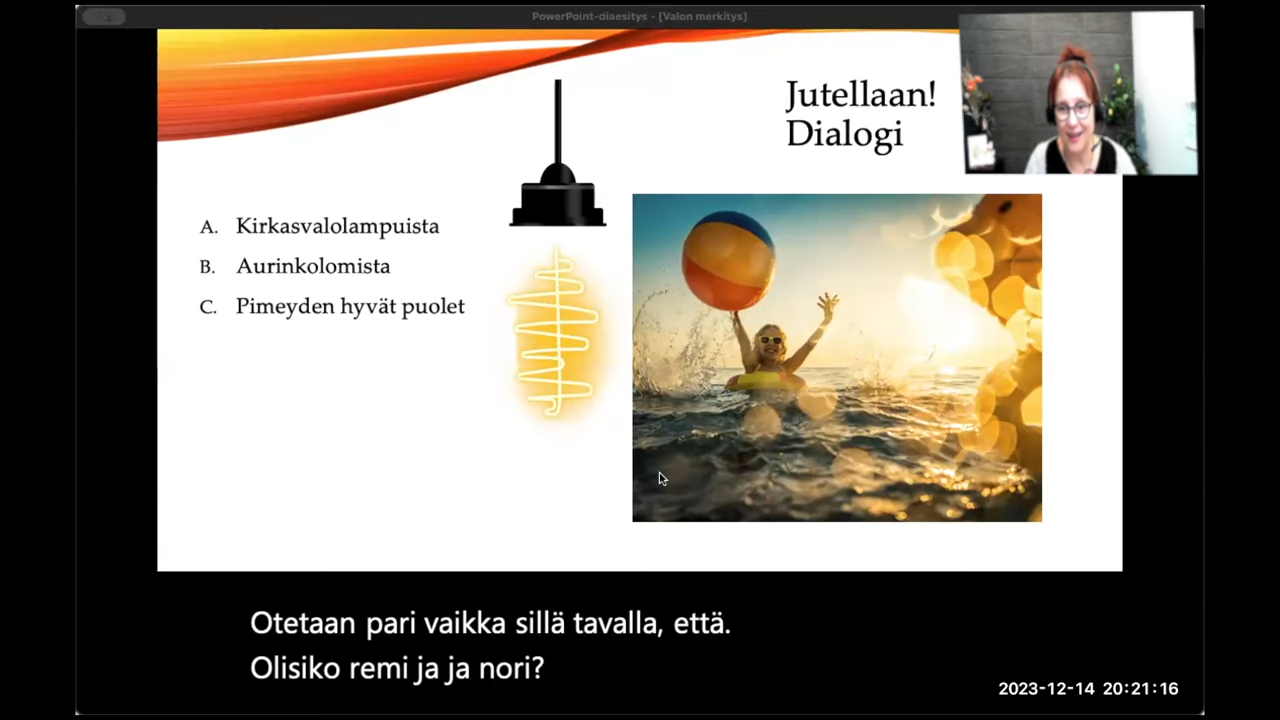 PowerPoint-diaesitys - [Valon merkitys]
Jutellaan!
Dialogi
A. Kirkasvalolampuista
B. Aurinkolomista
C. Pimeyden hyvät puolet
Otetaan pari vaikka sillä tavalla, että.
Olisiko remi ja ja nori?
2023-12-14 20:21:16